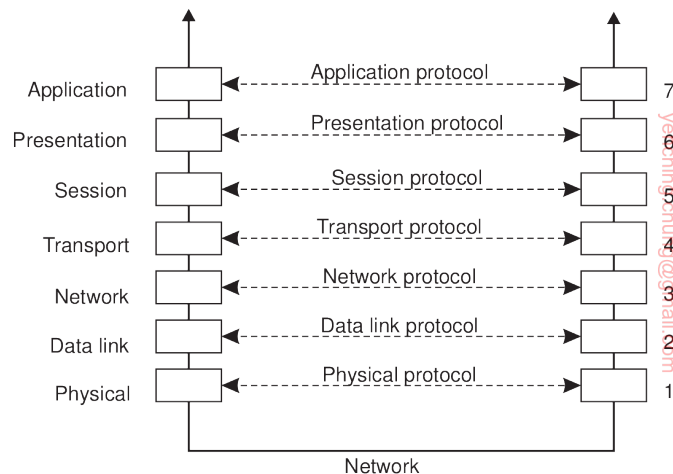 Application protocol
Application
7
Presentation protocol
Presentation
6
Session protocol
Session
5
Transport protocol
Transport
4
Network protocol
Network
3
Data link protocol
Data link
2
Physical protocol
Physical
1
Network